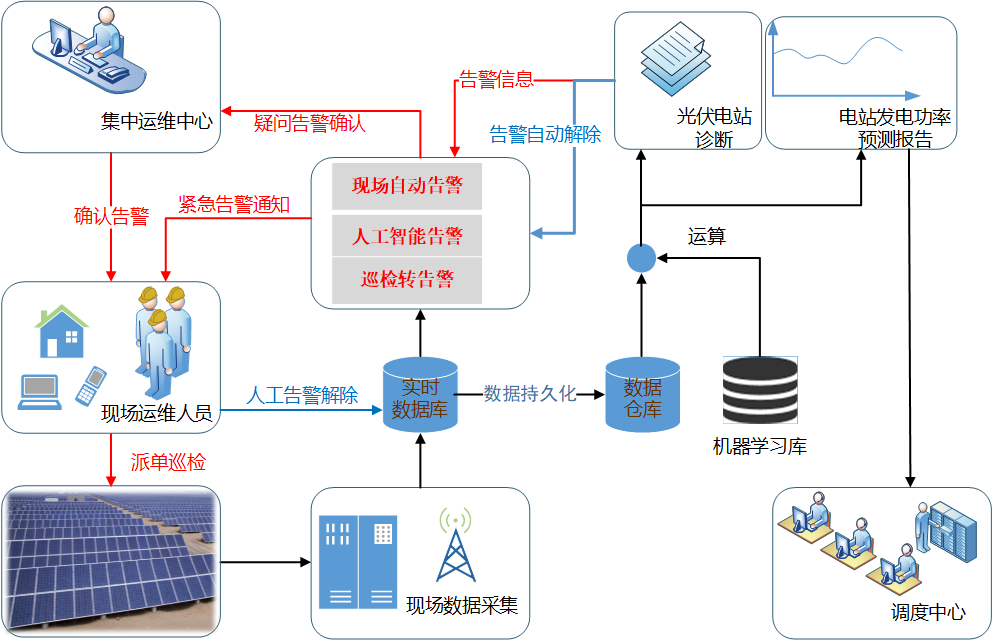 告警信息
集中运维中心
疑问告警确认
光伏电站
诊断
电站发电功率
预测报告
告警自动解除
现场自动告警
确认告警
紧急告警通知
人工智能告警
运算
巡检转告警
人工告警解除
实时
数据库
数据持久化
数据
仓库
现场运维人员
机器学习库
派单巡检
现场数据采集
调度中心